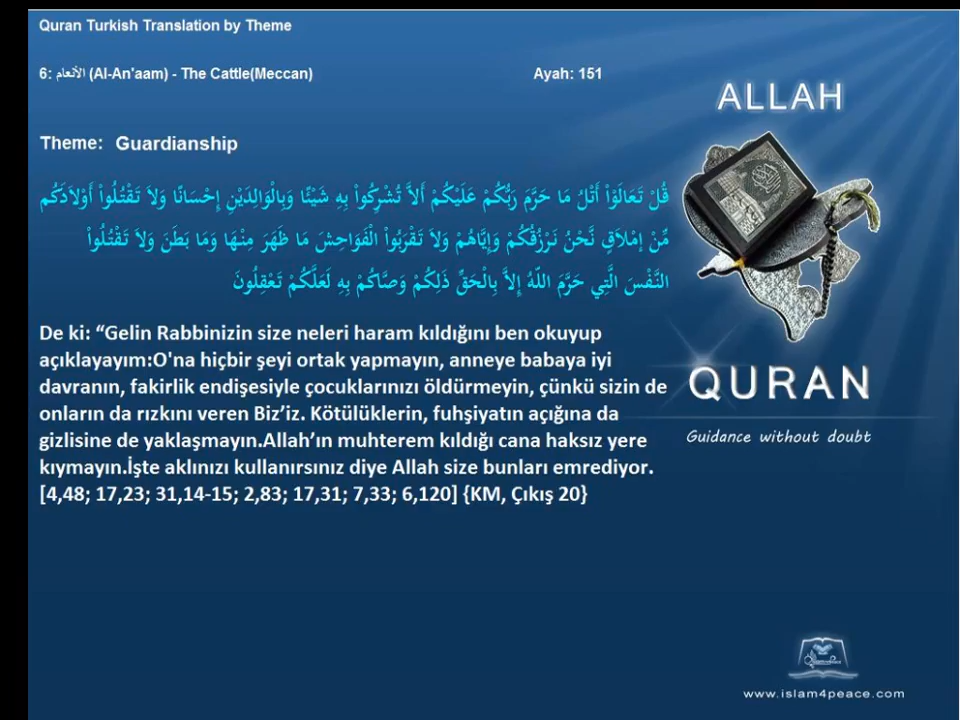 Quran Turkish Translation by Theme
6: الأنعام (Al-An'aam) - The Cattle(Meccan)
Ayah: 151
ALLAH
Theme: Guardianship
قُلْ تَعَالَوْاْ أَتْلُ مَا حَرَّمَ رَبُّكُمْ عَلَيْكُمْ أَلاَّ تُشْرِكُواْ بِهِ شَيْئًا وَبِالْوَالِدَيْنِ إِحْسَانًا وَلاَ تَقْتُلُواْ أَوْلاَدَكُم
مِّنْ إمْلاَقٍ نَّحْنُ نَرْزُقُكُمْ وَإِيَّاهُمْ وَلاَ تَقْرَبُواْ الْفَوَاحِشَ مَا ظَهَرَ مِنْهَا وَمَا بَطَنَ وَلاَ تَقْتُلُواْ
النَّفْسَ الَّتِي حَرَّمَ اللّهُ إِلاَّ بِالْحَقِّ ذَلِكُمْ وَصَّاكُمْ بِهِ لَعَلَّكُمْ تَعْقِلُونَ
De ki: “Gelin Rabbinizin size neleri haram kıldığını ben okuyup
açıklayayım:O'na hiçbir şeyi ortak yapmayın, anneye babaya iyi
davranın, fakirlik endişesiyle çocuklarınızı öldürmeyin, çünkü sizin de
onların da rızkını veren Biz’iz. Kötülüklerin, fuhşiyatın açığına da
gizlisine de yaklaşmayın.Allah’ın muhterem kıldığı cana haksız yere
kıymayın.İşte aklınızı kullanırsınız diye Allah size bunları emrediyor.
[4,48; 17,23; 31,14-15; 2,83; 17,31; 7,33; 6,120] {KM, Çıkış 20}
QURAN
Guidance without doubt
www.islam4peace.com